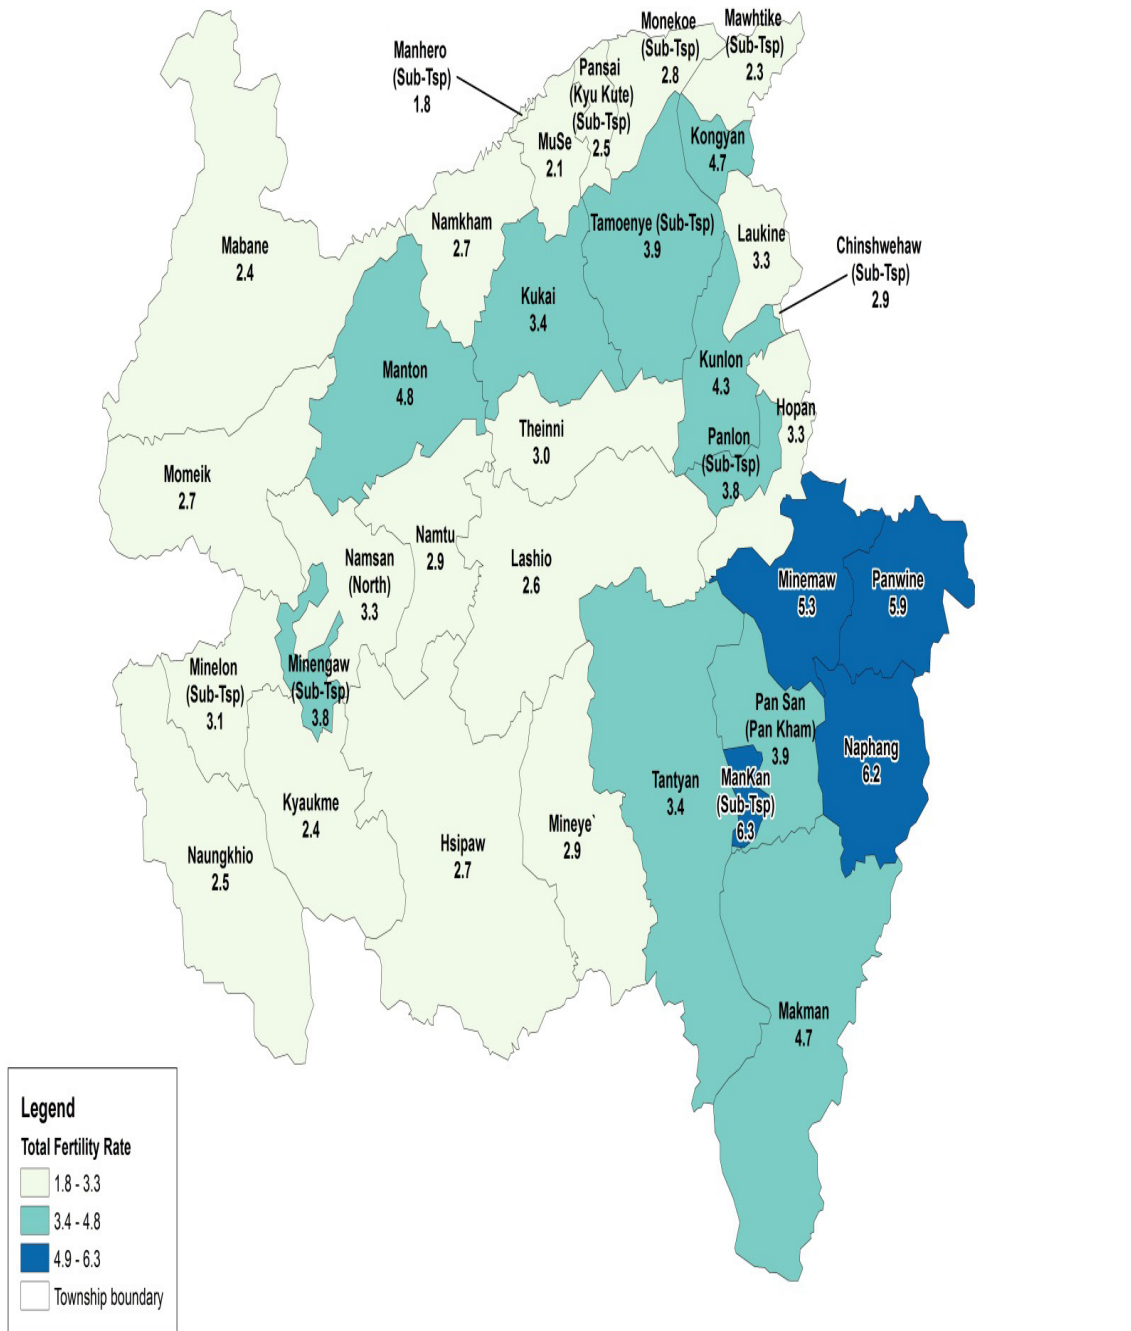 Monekoe
(Sub-Tsp)
2.8
Mawhtike
(Sub-Tsp)
2.3
Manhero
(Sub-Tsp)
1.8
Pansai
(Kyu Kute)
(Sub-Tsp)
2.5
MuSe
2.1
Kongyan
4.7
Namkham
2.7
Tamoenye (Sub-Tsp)
3.9
Laukine
3.3
Chinshwehaw
(Sub-Tsp)
2.9
Mabane
2.4
Kukai
3.4
Manton
4.8
Kunlon
4.3
Hopan
3.3
Theinni
3.0
Panlon
(Sub-Tsp)
3.8
Momeik
2.7
Namtu
2.9
Namsan
(North)
3.3
Lashio
2.6
Minemaw
5.3
Panwine
5.9
Minelon
(Sub-Tsp)
3.1
Minengaw
(Sub-Tsp)
3.8
Pan San
(Pan Kham)
3.9
Naphang
6.2
Tantyan
3.4
ManKan
(Sub-Tsp)
6.3
Kyaukme
2.4
Hsipaw
2.7
Mineye`
2.9
Naungkhio
2.5
Makman
4.7
Legend
Total Fertility Rate
1.8 - 3.3
3.4 - 4.8
4.9 - 6.3
Township boundary